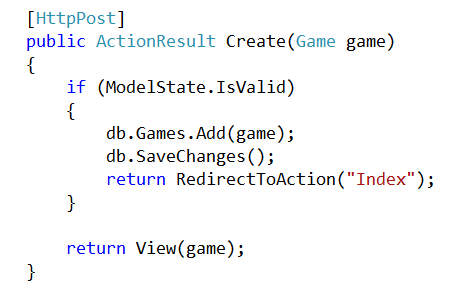 [HttpPost]
public ActionResult Create(Game game)
{
    if (ModelState.IsValid)
    {
        db.Games.Add(game);
        db.SaveChanges();
        return RedirectToAction("Index");
    }

    return View(game);
}